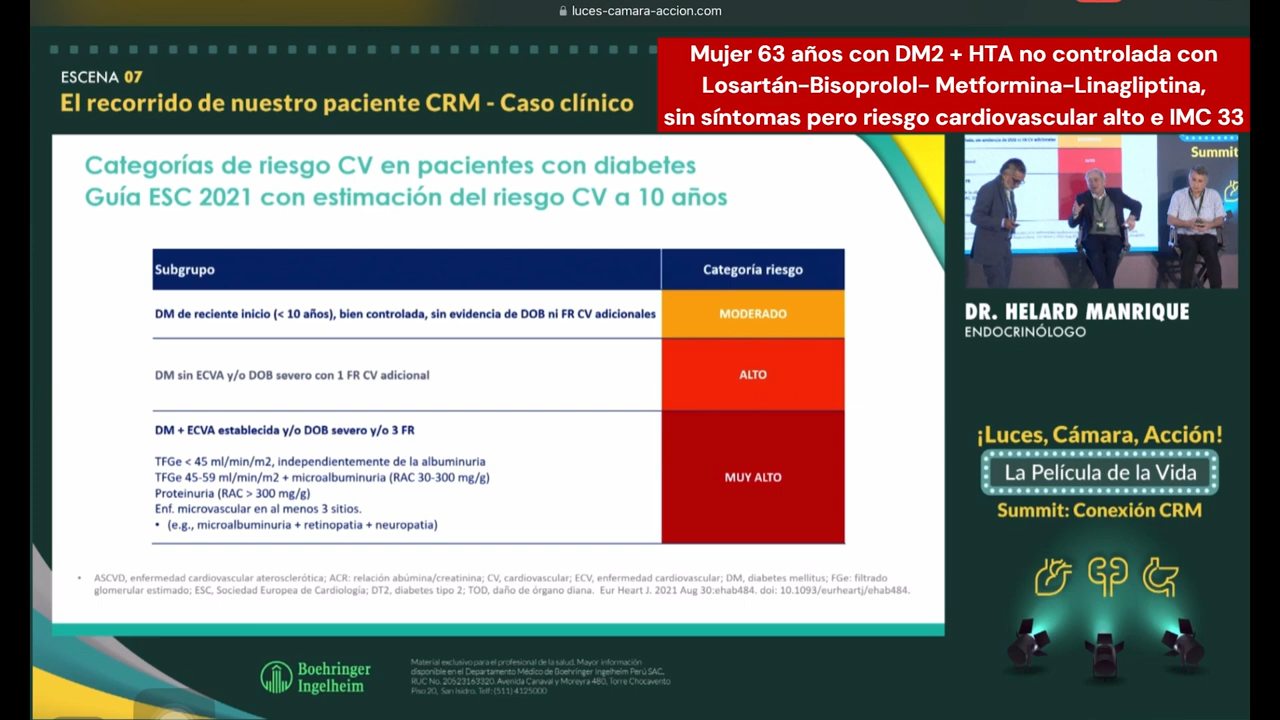 luces-camara-accion.com
ESCENA 07
El recorrido de nuestro paciente CRM - Caso clínico
Mujer 63 años con DM2 + HTA no controlada con
Losartán-Bisoprolol- Metformina-Linagliptina,
sin síntomas pero riesgo cardiovascular alto e IMC 33
Categorías de riesgo CV en pacientes con diabetes
Guía ESC 2021 con estimación del riesgo CV a 10 años
Subgrupo
Categoría riesgo
DM de reciente inicio (< 10 años), bien controlada, sin evidencia de DOB ni FR CV adicionales
MODERADO
DM sin ECVA y/o DOB severo con 1 FR CV adicional
ALTO
DM + ECVA establecida y/o DOB severo y/o 3 FR
TFGe < 45 ml/min/m2, independientemente de la albuminuria
TFGe 45-59 ml/min/m2 + microalbuminuria (RAC 30-300 mg/g)
Proteinuria (RAC > 300 mg/g)
Enf. microvascular en al menos 3 sitios.
• (e.g., microalbuminuria + retinopatia + neuropatia)
MUY ALTO
• ASCVD, enfermedad cardiovascular aterosclerótica; ACR: relación abúmina/creatinina; CV, cardiovascular; ECV, enfermedad cardiovascular; DM, diabetes mellitus; FGe: filtrado
glomerular estimado; ESC, Sociedad Europea de Cardiología; DT2, diabetes tipo 2; TOD, daño de órgano diana. Eur Heart J. 2021 Aug 30:ehab484. doi: 10.1093/eurheartj/ehab484.
Summit
DR. HELARD MANRIQUE
ENDOCRINÓLOGO
¡Luces, Cámara, Acción!
La Película de la Vida
Summit: Conexión CRM
Boehringer
Ingelheim
Material exclusivo para el profesional de la salud. Mayor información
disponible en el Departamento Médico de Boehringer Ingelheim Perú SAC.
RUC No. 20523163320. Avenida Canaval y Moreyra 480, Torre Chocavento
Piso 20, San Isidro. Telf: (511) 4125000